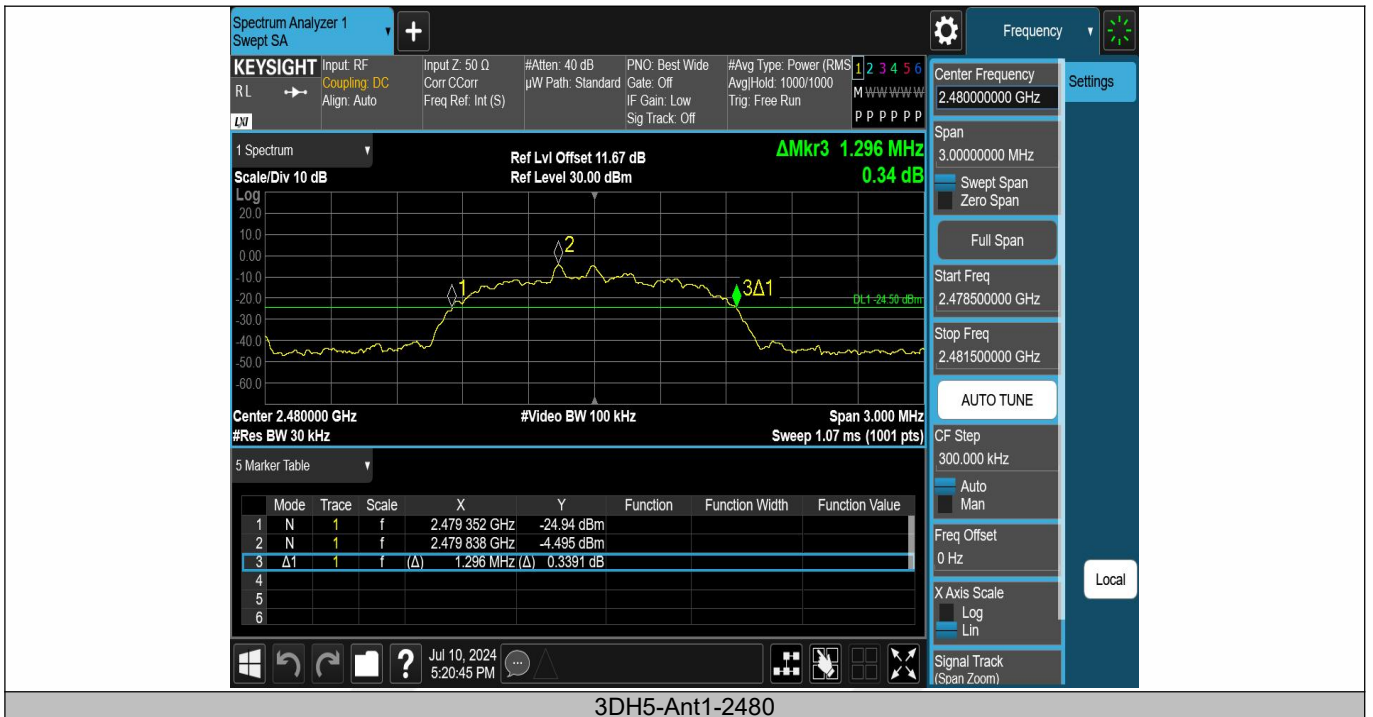 Spectrum Analyzer 1
Swept SA
+
Frequency
KEYSIGHT
RL
LXI
Input: RF
Coupling: DC
Align: Auto
Input Z: 50 Ω
Corr CCorr
Freq Ref: Int (S)
#Atten: 40 dB
µW Path: Standard
PNO: Best Wide
Gate: Off
IF Gain: Low
Sig Track: Off
#Avg Type: Power (RMS
Avg|Hold: 1000/1000
Trig: Free Run
1 2 3 4 5 6
M W W W W W
P P P P P P
1 Spectrum
Scale/Div 10 dB
Ref Lvl Offset 11.67 dB
Ref Level 30.00 dBm
ΔMkr3 1.296 MHz
0.34 dB
Log
20.0
10.0
0.00
-10.0
-20.0
-30.0
-40.0
-50.0
-60.0
1
2
3Δ1
DL1 -24.50 dBm
Center 2.480000 GHz
#Video BW 100 kHz
Span 3.000 MHz
#Res BW 30 kHz
Sweep 1.07 ms (1001 pts)
5 Marker Table
Mode Trace Scale X Y Function Function Width Function Value
1 N 1 f 2.479 352 GHz -24.94 dBm
2 N 1 f 2.479 838 GHz -4.495 dBm
3 Δ1 1 f (Δ) 1.296 MHz (Δ) 0.3391 dB
4
5
6
?
Jul 10, 2024
5:20:45 PM
Center Frequency
2.480000000 GHz
Settings
Span
3.00000000 MHz
Swept Span
Zero Span
Full Span
Start Freq
2.478500000 GHz
Stop Freq
2.481500000 GHz
AUTO TUNE
CF Step
300.000 kHz
Auto
Man
Freq Offset
0 Hz
X Axis Scale
Log
Lin
Local
Signal Track
(Span Zoom)
3DH5-Ant1-2480